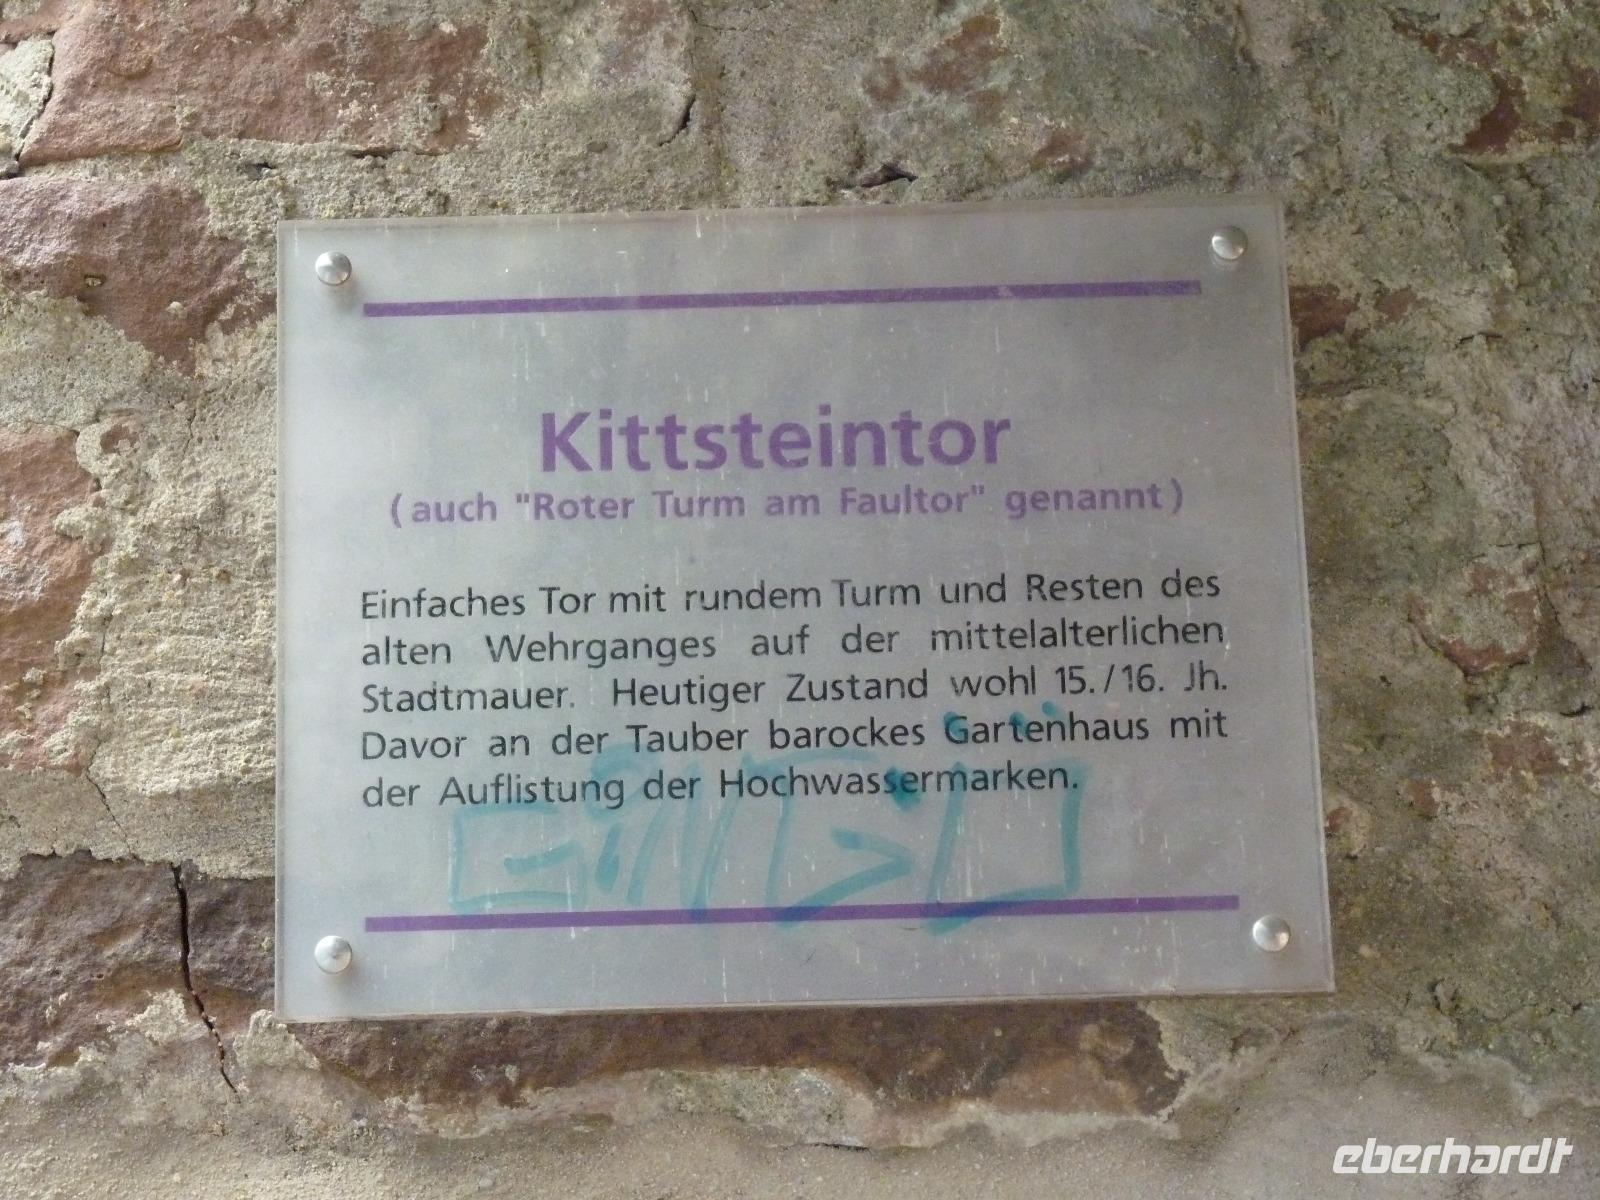 Kittsteintor
(auch "Roter Turm am Faultor" genannt)
Einfaches Tor mit rundem Turm und Resten des
alten Wehrganges auf der mittelalterlichen
Stadtmauer. Heutiger Zustand wohl 15./16. Jh.
Davor an der Tauber barockes Gartenhaus mit
der Auflistung der Hochwassermarken.
eberhardt